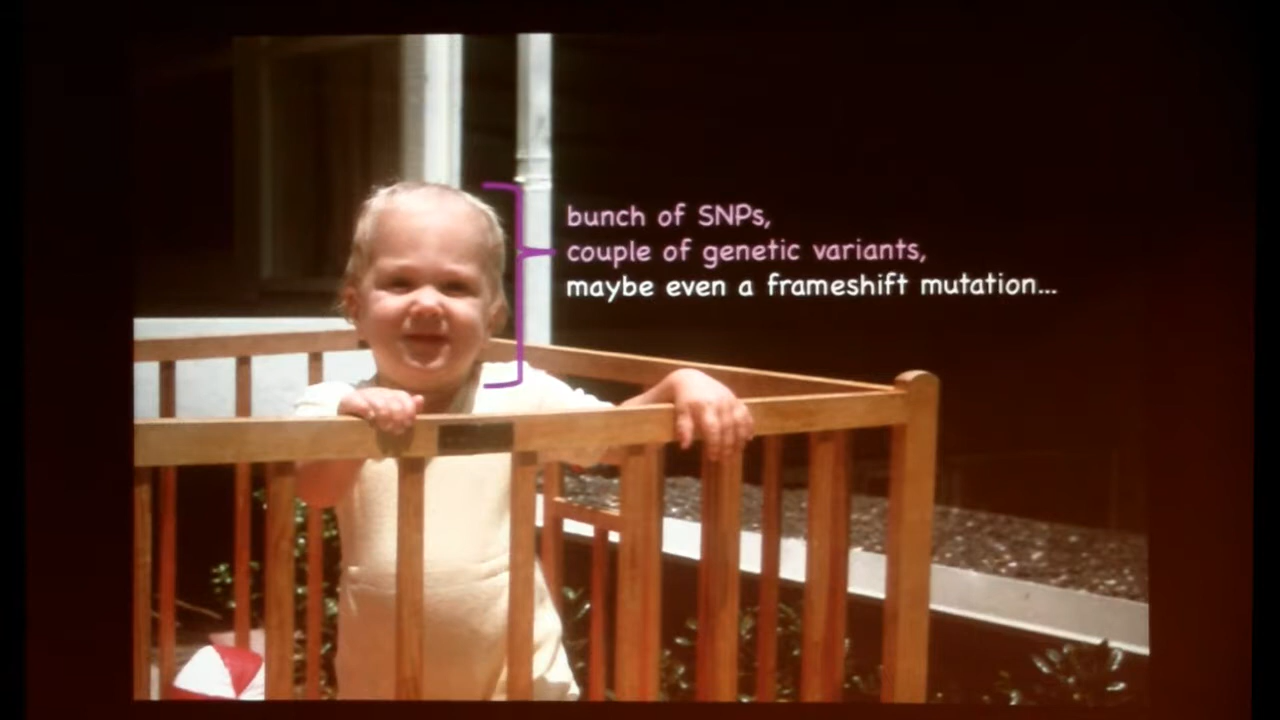 bunch of SNPs,
couple of genetic variants,
maybe even a frameshift mutation...